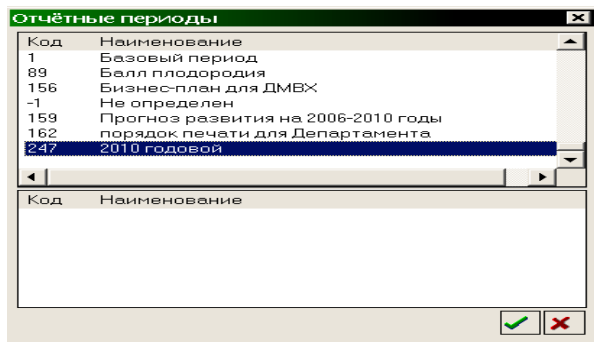 Отчётные периоды
Код Наименование
1 Базовый период
89 Балл плодородия
156 Бизнес-план для ДМВХ
-1 Не определен
159 Прогноз развития на 2006-2010 годы
162 порядок печати для Департамента
247 2010 годовой
Код Наименование